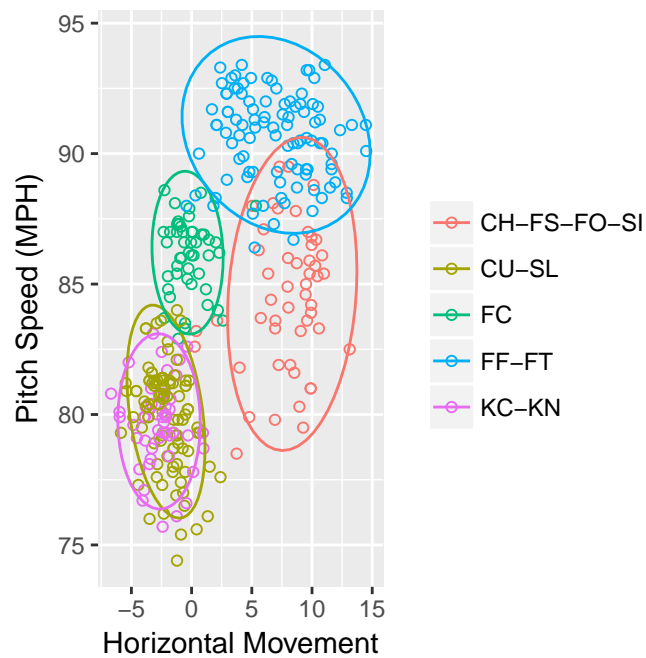 95
90
85
80
75
Pitch Speed (MPH)
−5
0
5
10
15
Horizontal Movement
CH−FS−FO−SI
CU−SL
FC
FF−FT
KC−KN